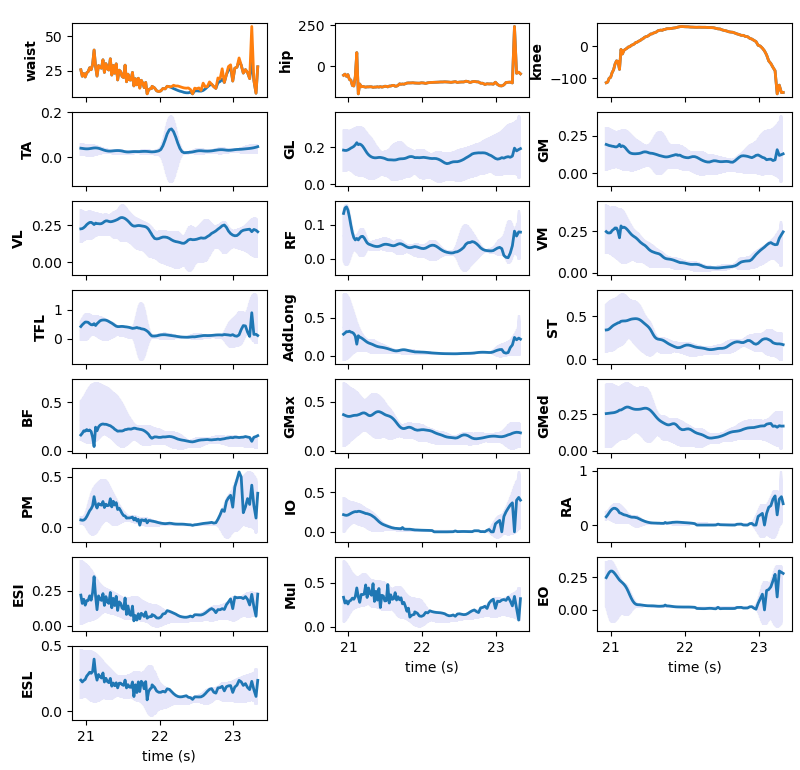 waist 50 25
hip 250 0
knee 0 −100
TA 0.2 0.0
GL 0.2 0.0
GM 0.25 0.00
VL 0.25 0.00
RF 0.1 0.0
VM 0.25 0.00
TFL 1 0
AddLong 0.5 0.0
ST 0.5 0.0
BF 0.5 0.0
GMax 0.5 0.0
GMed 0.25 0.00
PM 0.5 0.0
IO 0.5 0.0
RA 1 0
ESI 0.25 0.00
Mul 0.5 0.0
EO 0.25 0.00
21 22 23
time (s)
21 22 23
time (s)
ESL 0.5 0.0
21 22 23
time (s)